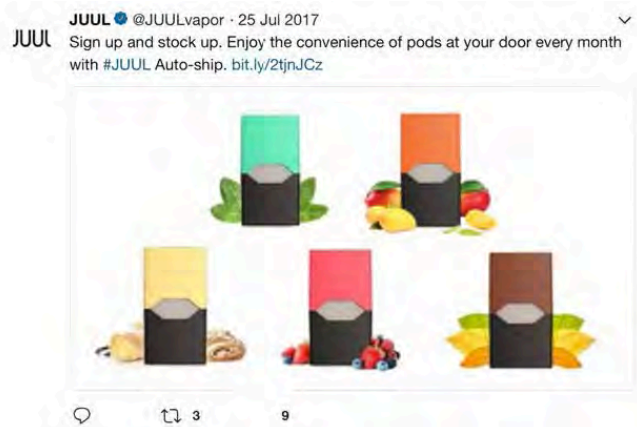 JUUL @JUULvapor · 25 Jul 2017
JUUL Sign up and stock up. Enjoy the convenience of pods at your door every month
with #JUUL Auto-ship. bit.ly/2tjnJCz
3 9